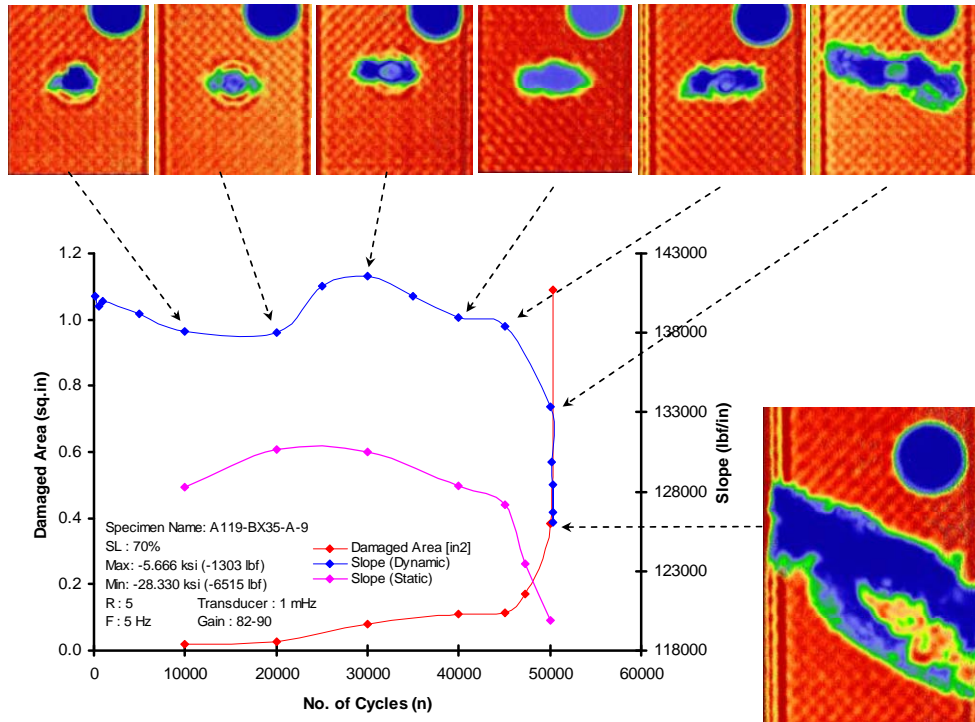 1.2
1.0
0.8
0.6
0.4
0.2
0.0
Damaged Area (sq.in)
143000
138000
133000
128000
123000
118000
Slope (lbf/in)
Specimen Name: A119-BX35-A-9
SL : 70%
Max: -5.666 ksi (-1303 lbf)
Min: -28.330 ksi (-6515 lbf)
R : 5 Transducer : 1 mHz
F : 5 Hz Gain : 82-90
Damaged Area [in2]
Slope (Dynamic)
Slope (Static)
0 10000 20000 30000 40000 50000 60000
No. of Cycles (n)